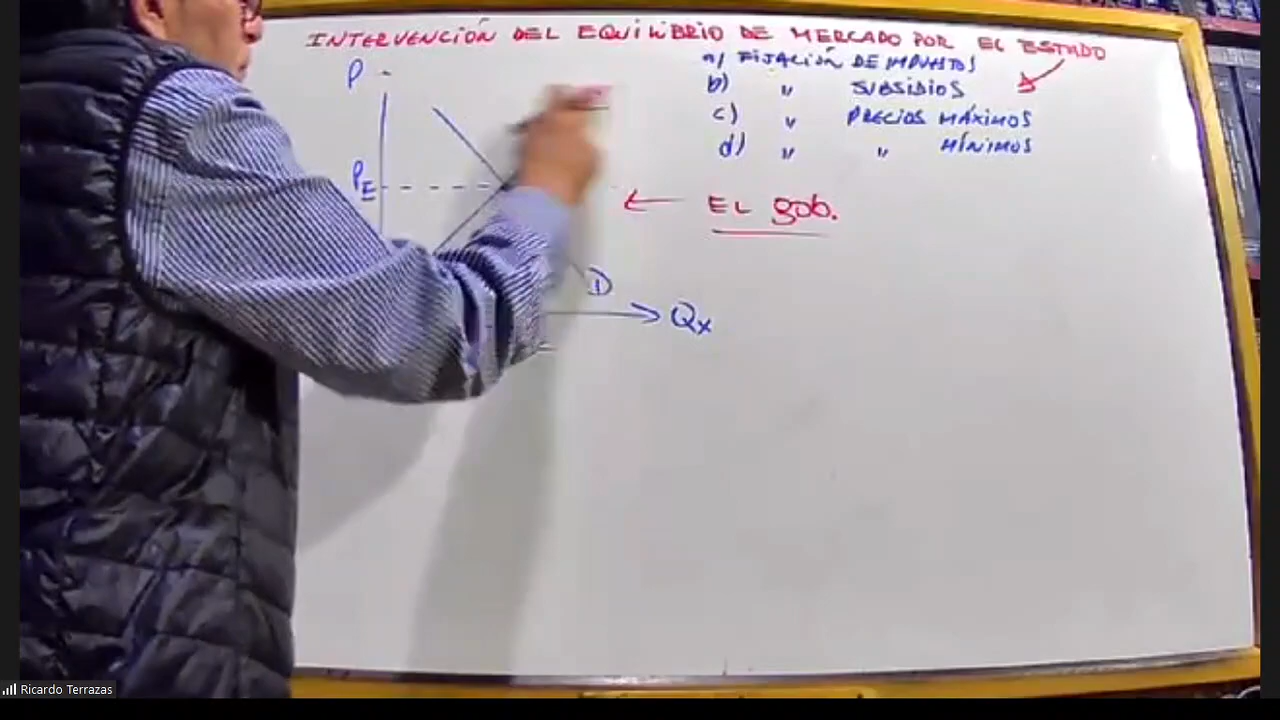 INTERVENCIÓN DEL EQUILIBRIO DE MERCADO POR EL ESTADO
a) FIJACIÓN DE IMPUESTOS
b) " SUBSIDIOS
c) " PRECIOS MÁXIMOS
d) " " MÍNIMOS
P
PE
EL gob.
D
Qx
Ricardo Terrazas